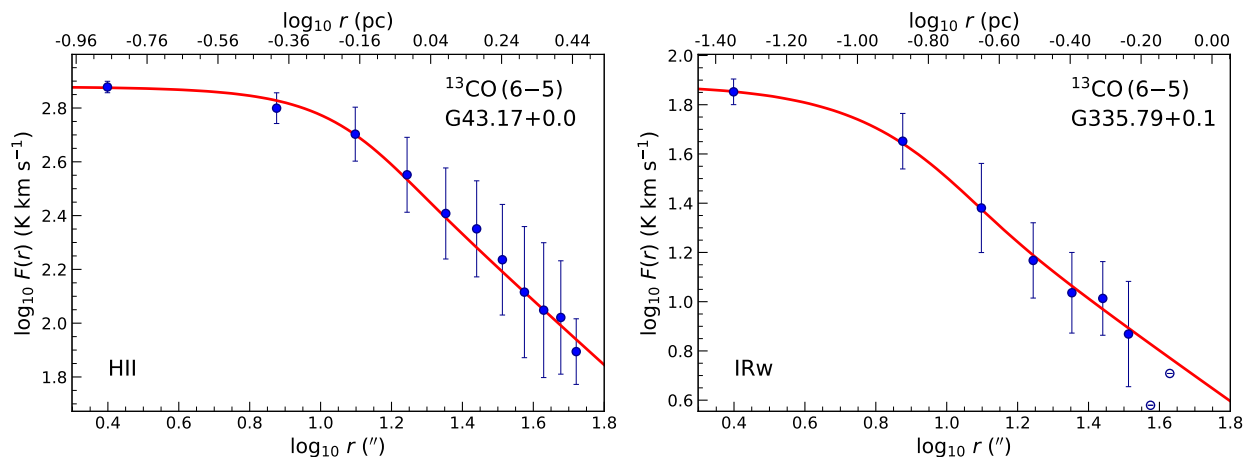 log₁₀ r (pc)
-0.96 -0.76 -0.56 -0.36 -0.16 0.04 0.24 0.44
¹³CO (6−5)
G43.17+0.0
log₁₀ F(r) (K km s⁻¹)
2.8
2.6
2.4
2.2
2.0
1.8
HII
0.4 0.6 0.8 1.0 1.2 1.4 1.6 1.8
log₁₀ r (″)
log₁₀ r (pc)
-1.40 -1.20 -1.00 -0.80 -0.60 -0.40 -0.20 0.00
¹³CO (6−5)
G335.79+0.1
log₁₀ F(r) (K km s⁻¹)
2.0
1.8
1.6
1.4
1.2
1.0
0.8
0.6
IRw
0.4 0.6 0.8 1.0 1.2 1.4 1.6 1.8
log₁₀ r (″)